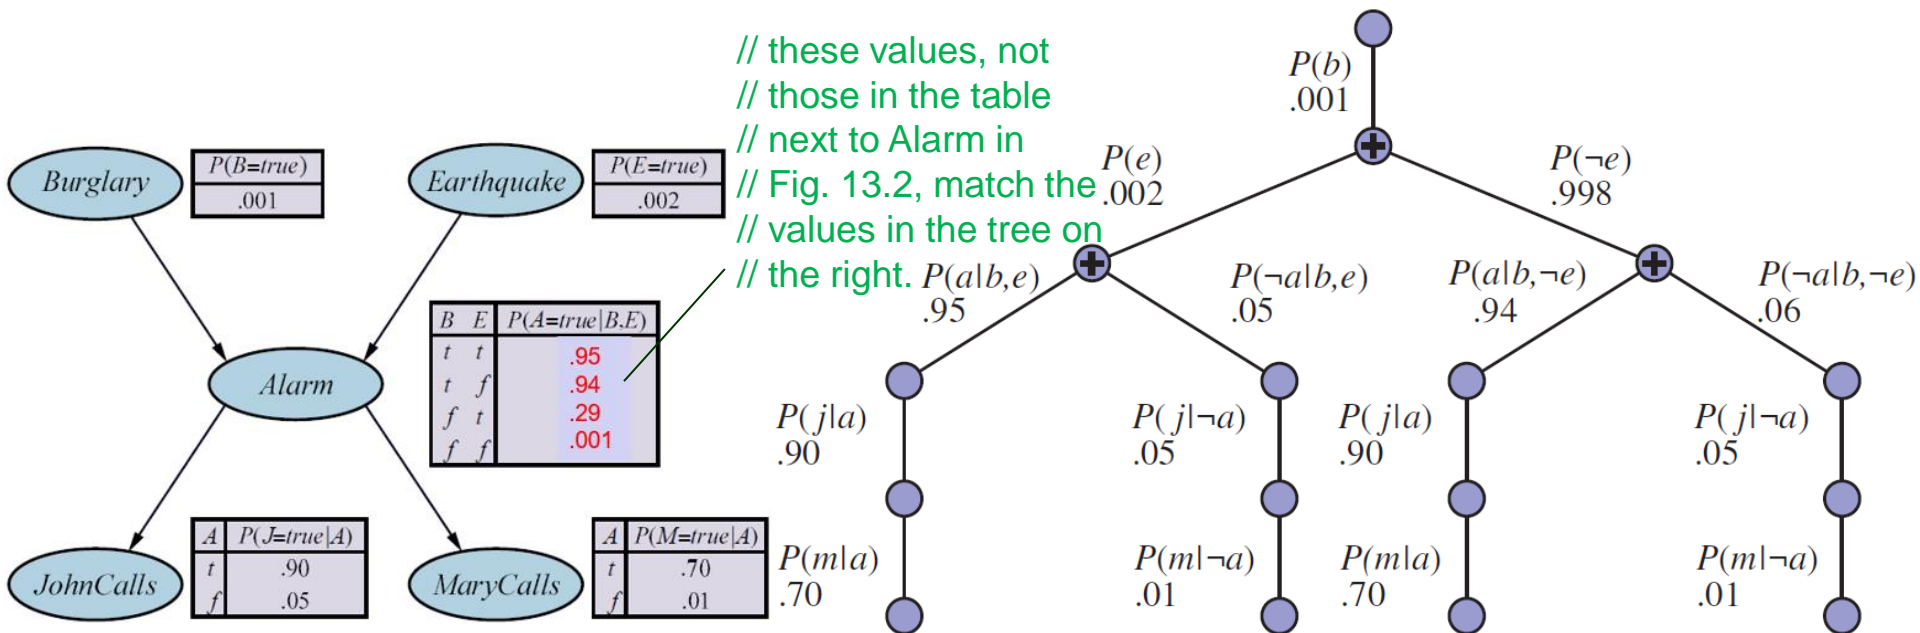 // these values, not
// those in the table
// next to Alarm in
// Fig. 13.2, match the
// values in the tree on
// the right.
Burglary
P(B=true)
.001
Earthquake
P(E=true)
.002
B E P(A=true|B,E)
t t .95
t f .94
f t .29
f f .001
Alarm
JohnCalls
A P(J=true|A)
t .90
f .05
MaryCalls
A P(M=true|A)
t .70
f .01
P(b)
.001
P(e)
.002
P(¬e)
.998
P(a|b,e)
.95
P(¬a|b,e)
.05
P(a|b,¬e)
.94
P(¬a|b,¬e)
.06
P(j|a)
.90
P(j|¬a)
.05
P(j|a)
.90
P(j|¬a)
.05
P(m|a)
.70
P(m|¬a)
.01
P(m|a)
.70
P(m|¬a)
.01